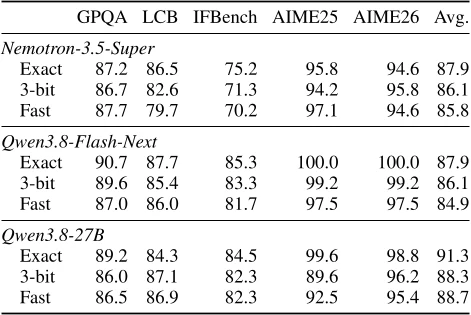 GPQA LCB IFBench AIME25 AIME26 Avg.
Nemotron-3.5-Super
Exact 87.2 86.5 75.2 95.8 94.6 87.9
3-bit 86.7 82.6 71.3 94.2 95.8 86.1
Fast 87.7 79.7 70.2 97.1 94.6 85.8
Qwen3.8-Flash-Next
Exact 90.7 87.7 85.3 100.0 100.0 87.9
3-bit 89.6 85.4 83.3 99.2 99.2 86.1
Fast 87.0 86.0 81.7 97.5 97.5 84.9
Qwen3.8-27B
Exact 89.2 84.3 84.5 99.6 98.8 91.3
3-bit 86.0 87.1 82.3 89.6 96.2 88.3
Fast 86.5 86.9 82.3 92.5 95.4 88.7